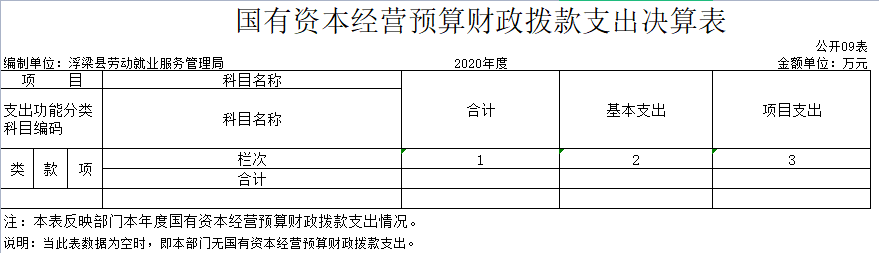 国有资本经营预算财政拨款支出决算表
公开09表
编制单位：浮梁县劳动就业服务管理局 2020年度 金额单位：万元
项 目 科目名称 合计 基本支出 项目支出
支出功能分类科目编码 科目名称
类 款 项 栏次 1 2 3
合计
注：本表反映部门本年度国有资本经营预算财政拨款支出情况。
说明：当此表数据为空时，即本部门无国有资本经营预算财政拨款支出。